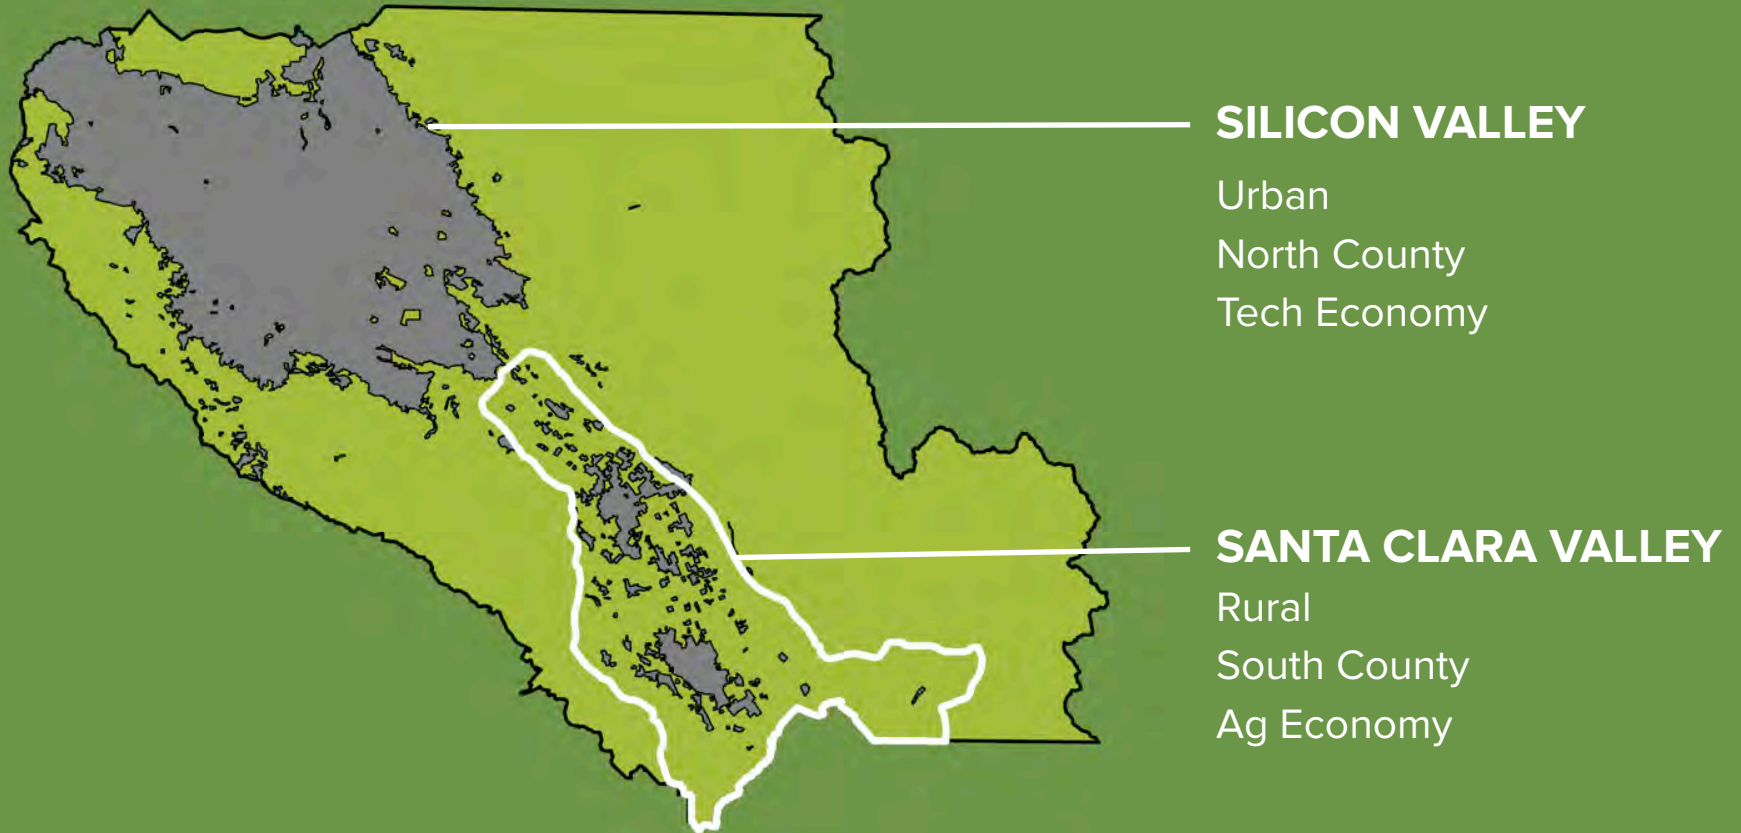 SILICON VALLEY
Urban
North County
Tech Economy
SANTA CLARA VALLEY
Rural
South County
Ag Economy